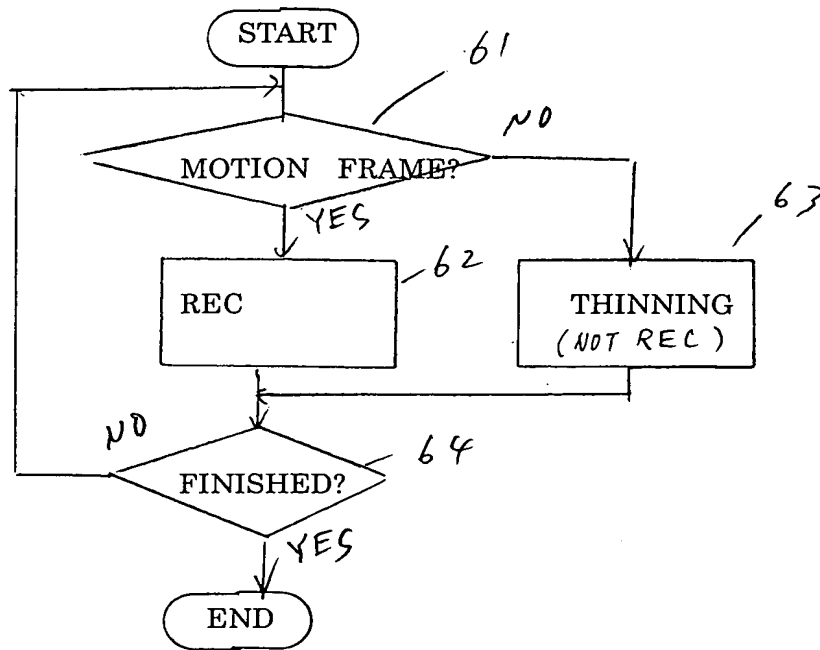 START
61
NO
MOTION FRAME?
YES
63
62
REC
THINNING
(NOT REC)
NO
64
FINISHED?
YES
END